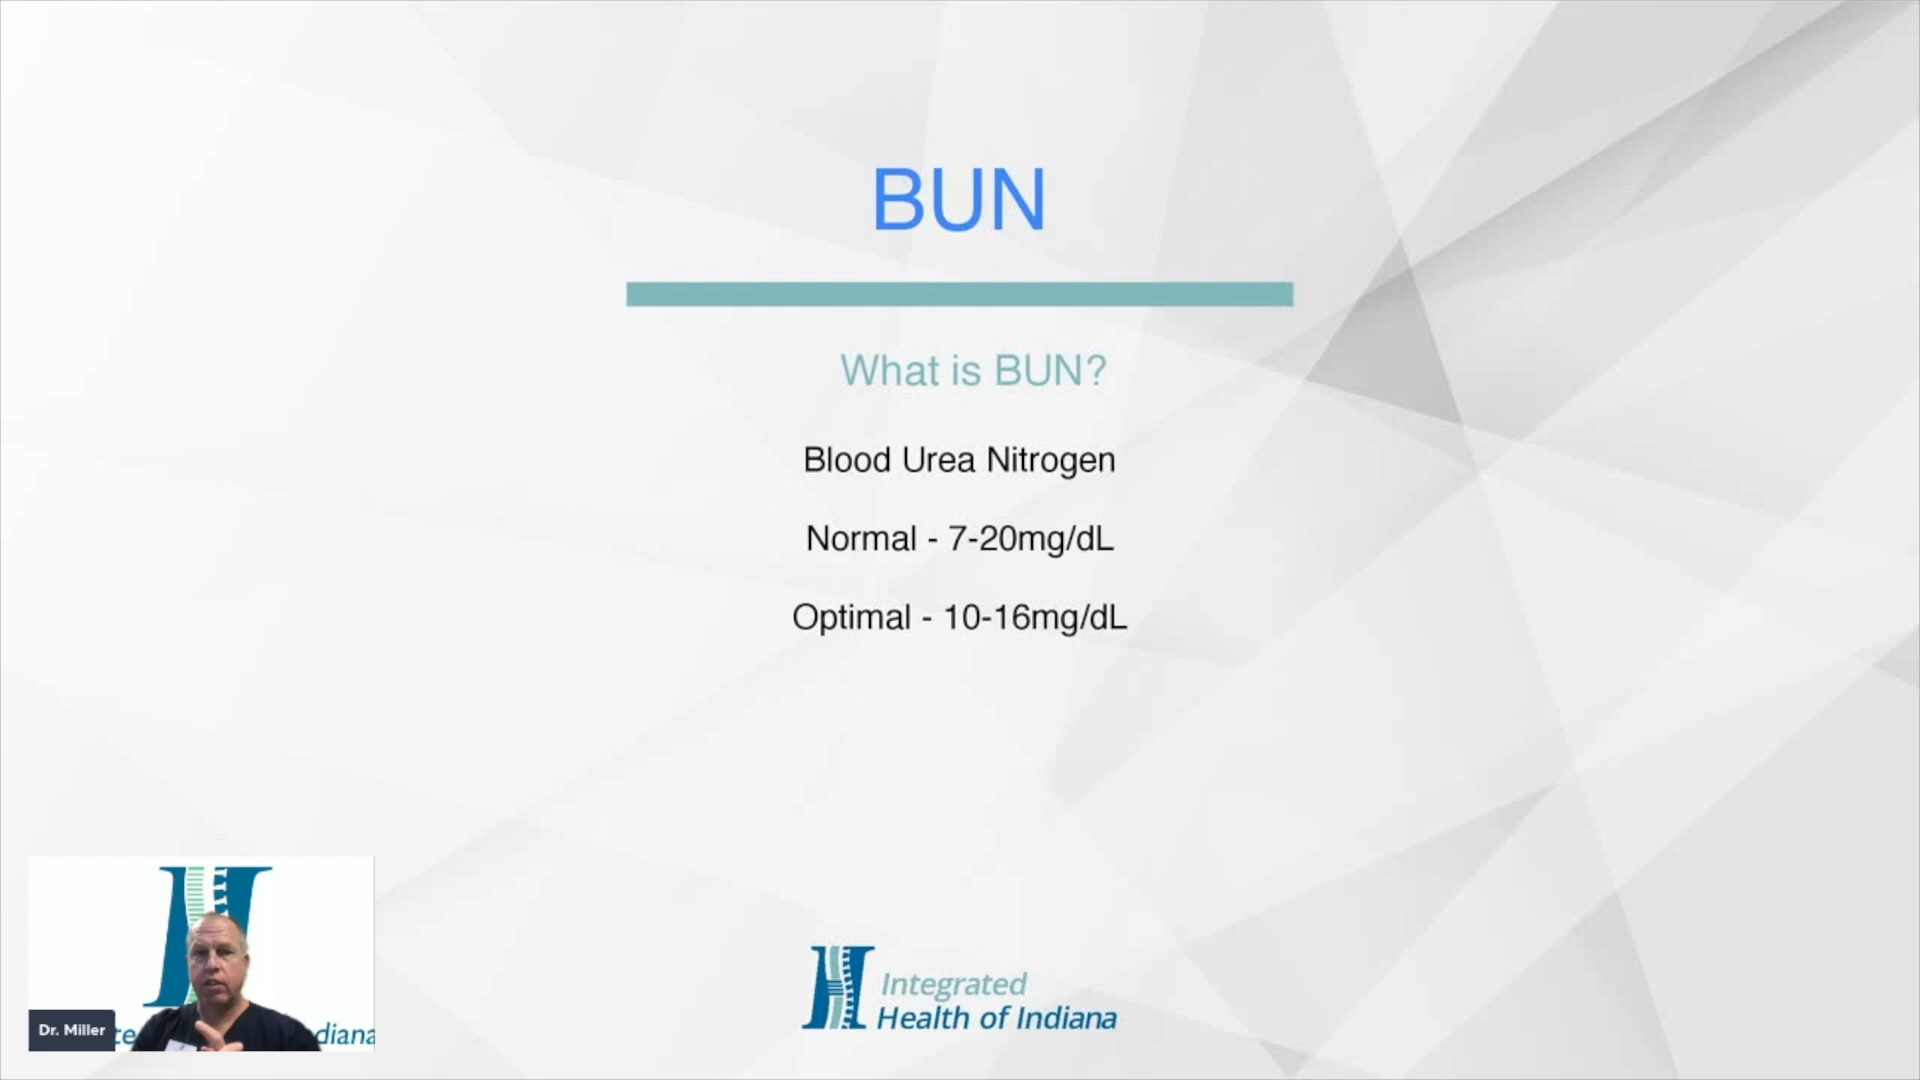 BUN
What is BUN?
Blood Urea Nitrogen
Normal - 7-20mg/dL
Optimal - 10-16mg/dL
Integrated
Health of Indiana
Dr. Miller
diana